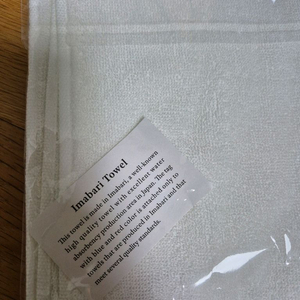 Imabari Towel
This towel is made in Imabari, a well-known
high quality towel with excellent water
absorbency production area in Japan. The tag
with blue and red color is attached only to
towels that are produced in Imabari and that
meet several quality standards.